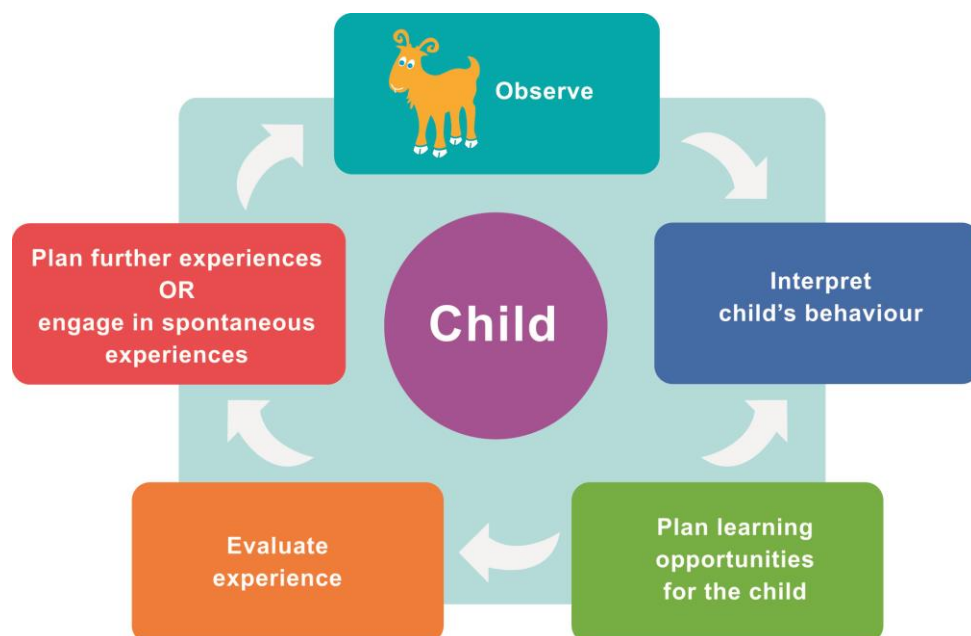 Observe
Interpret
child's behaviour
Plan learning
opportunities
for the child
Evaluate
experience
Plan further experiences
OR
engage in spontaneous
experiences
Child